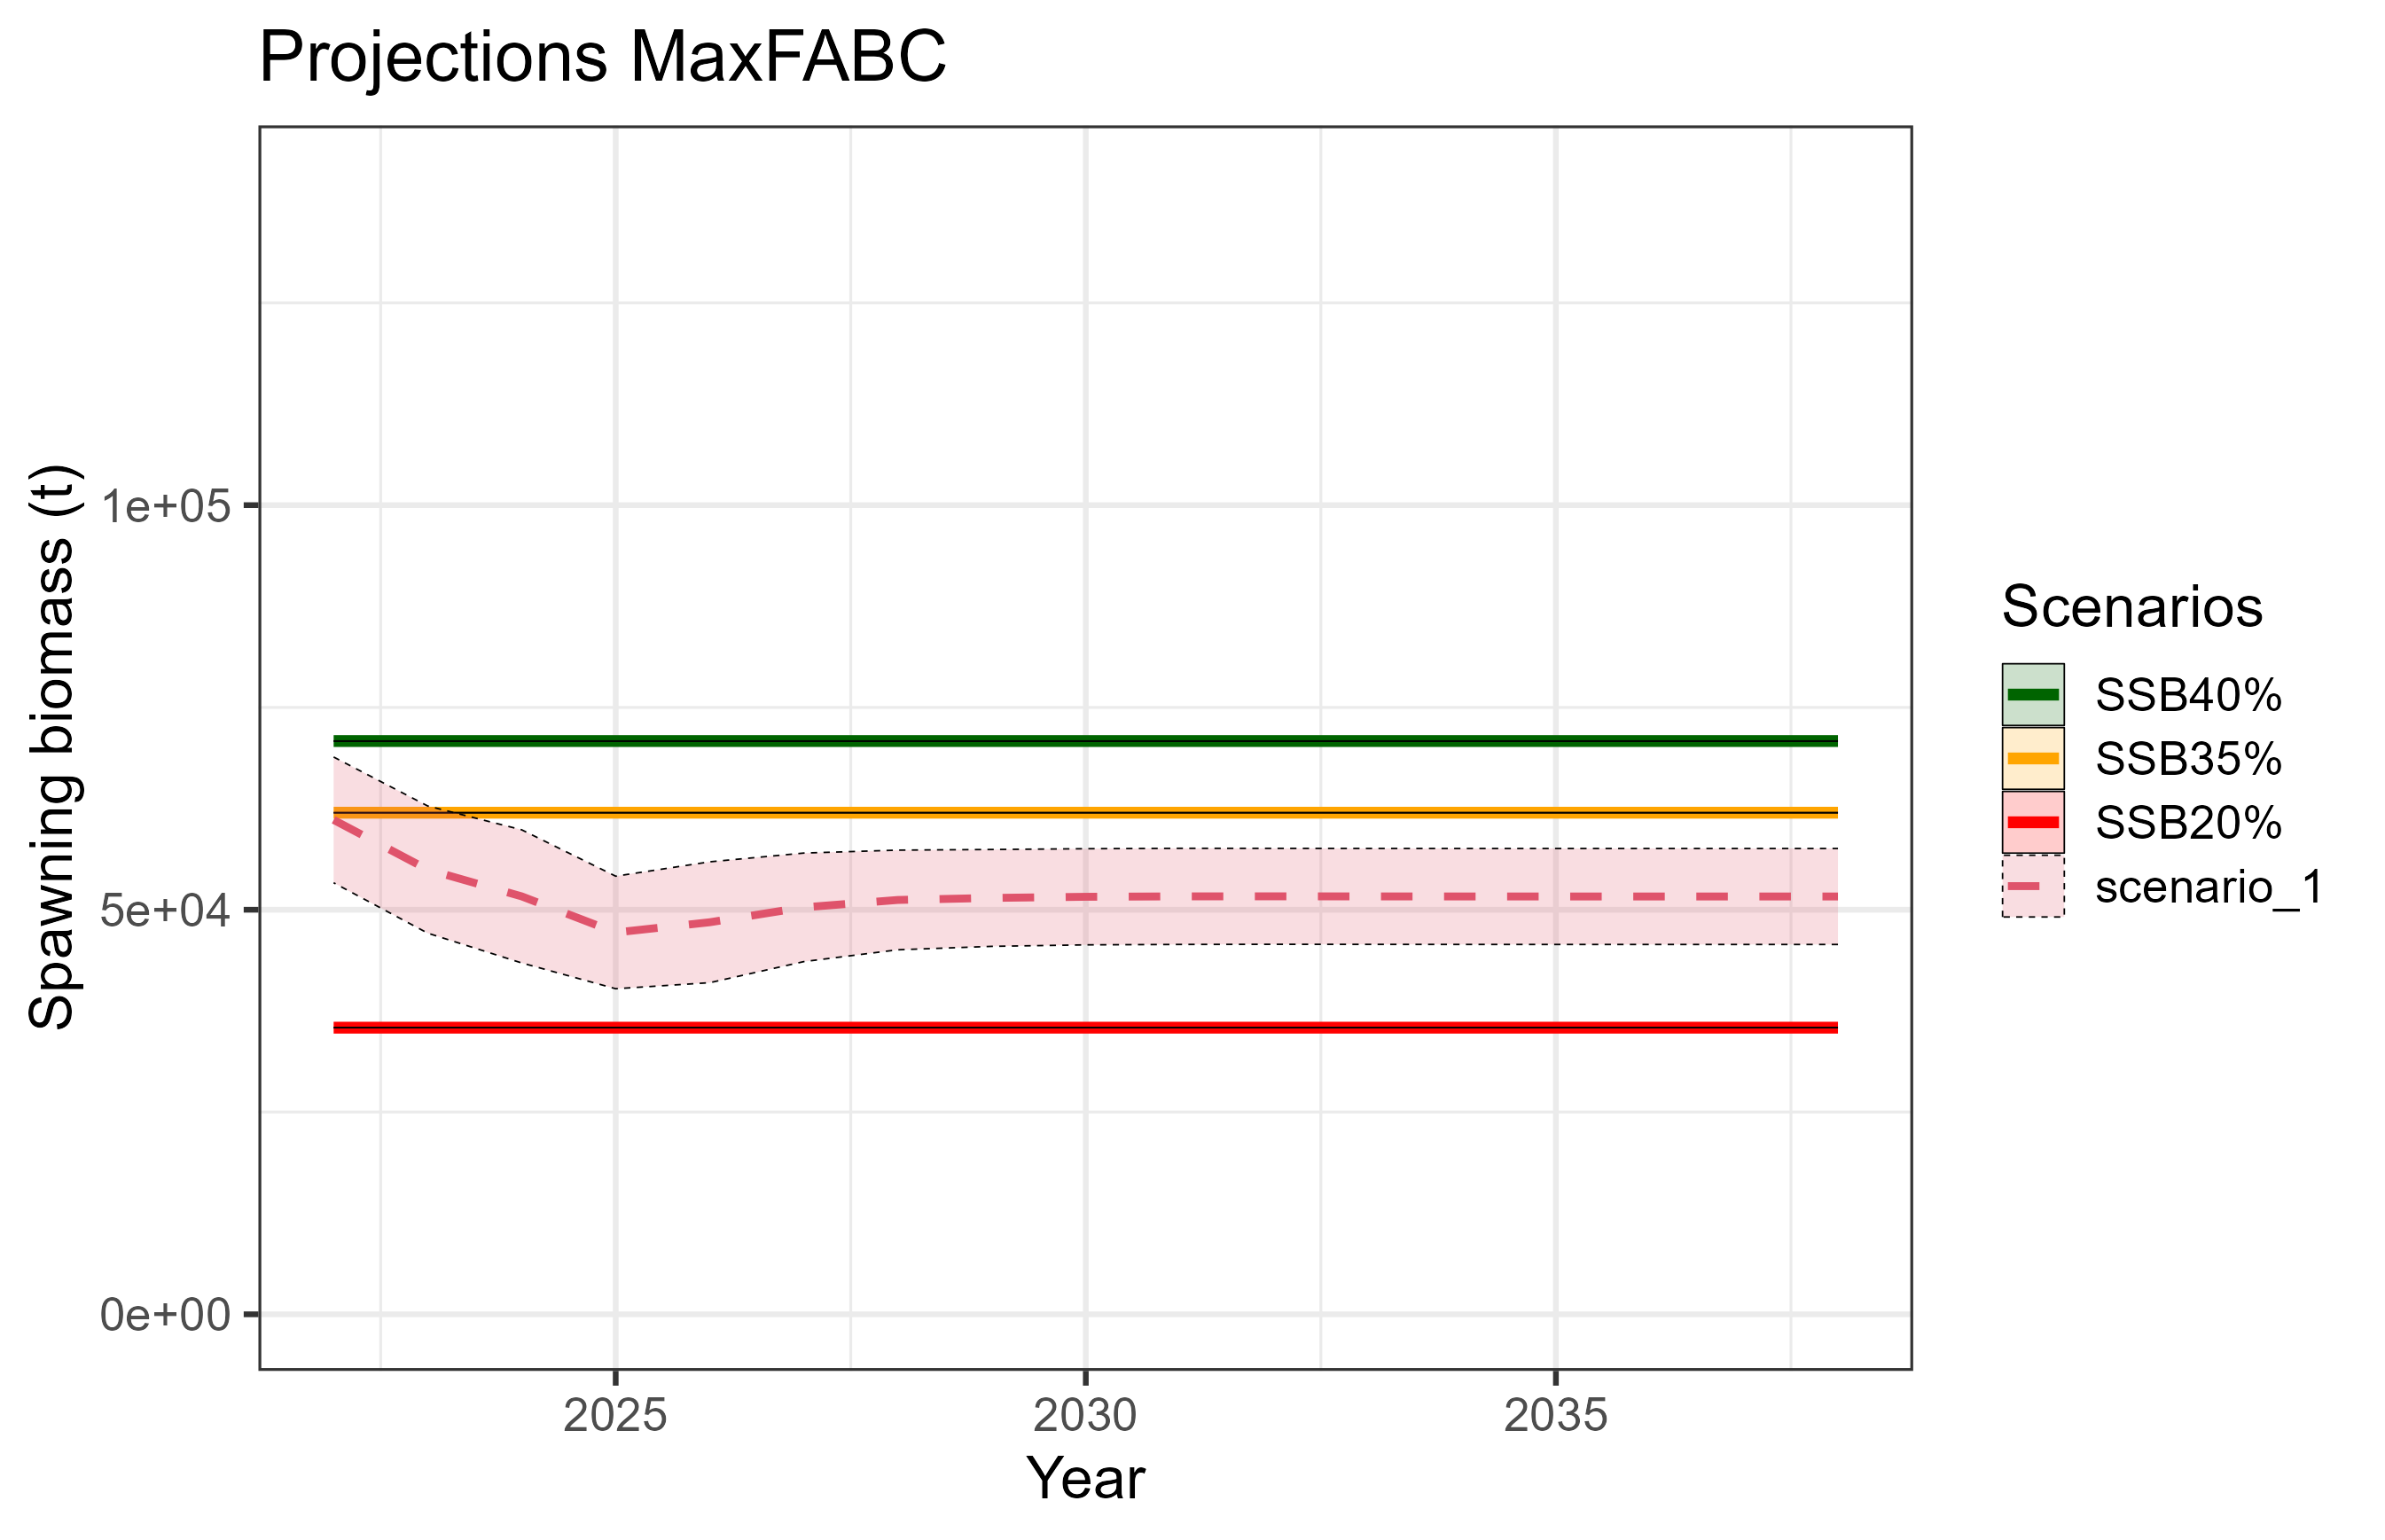 Projections MaxFABC
Spawning biomass (t)
1e+05
5e+04
0e+00
2025
2030
2035
Year
Scenarios
SSB40%
SSB35%
SSB20%
scenario_1